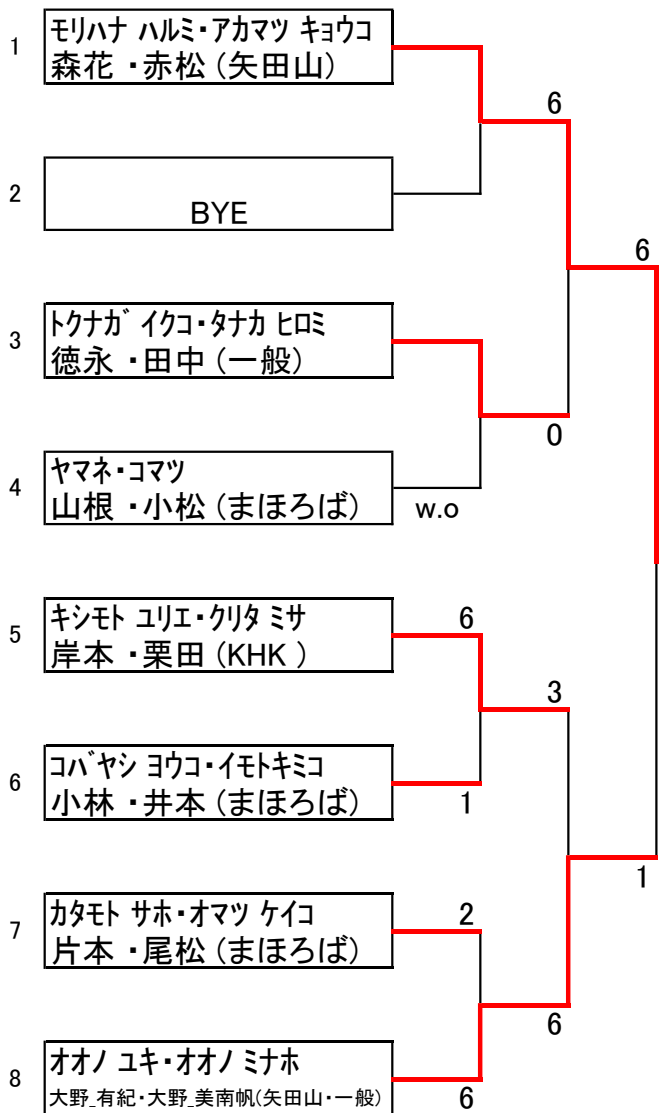 1
モリハナ ハルミ・アカマツ キョウコ
森花 ・赤松 (矢田山)
6
2
BYE
6
3
トクナガ イクコ・タナカ ヒロミ
徳永 ・田中 (一般)
0
4
ヤマネ・コマツ
山根 ・小松 (まほろば)
w.o
5
キシモト ユリエ・クリタ ミサ
岸本 ・栗田 (KHK )
6
3
6
コバヤシ ヨウコ・イモトキミコ
小林 ・井本 (まほろば)
1
1
7
カタモト サホ・オマツ ケイコ
片本 ・尾松 (まほろば)
2
6
8
オオノ ユキ・オオノ ミナホ
大野_有紀・大野_美南帆(矢田山・一般)
6